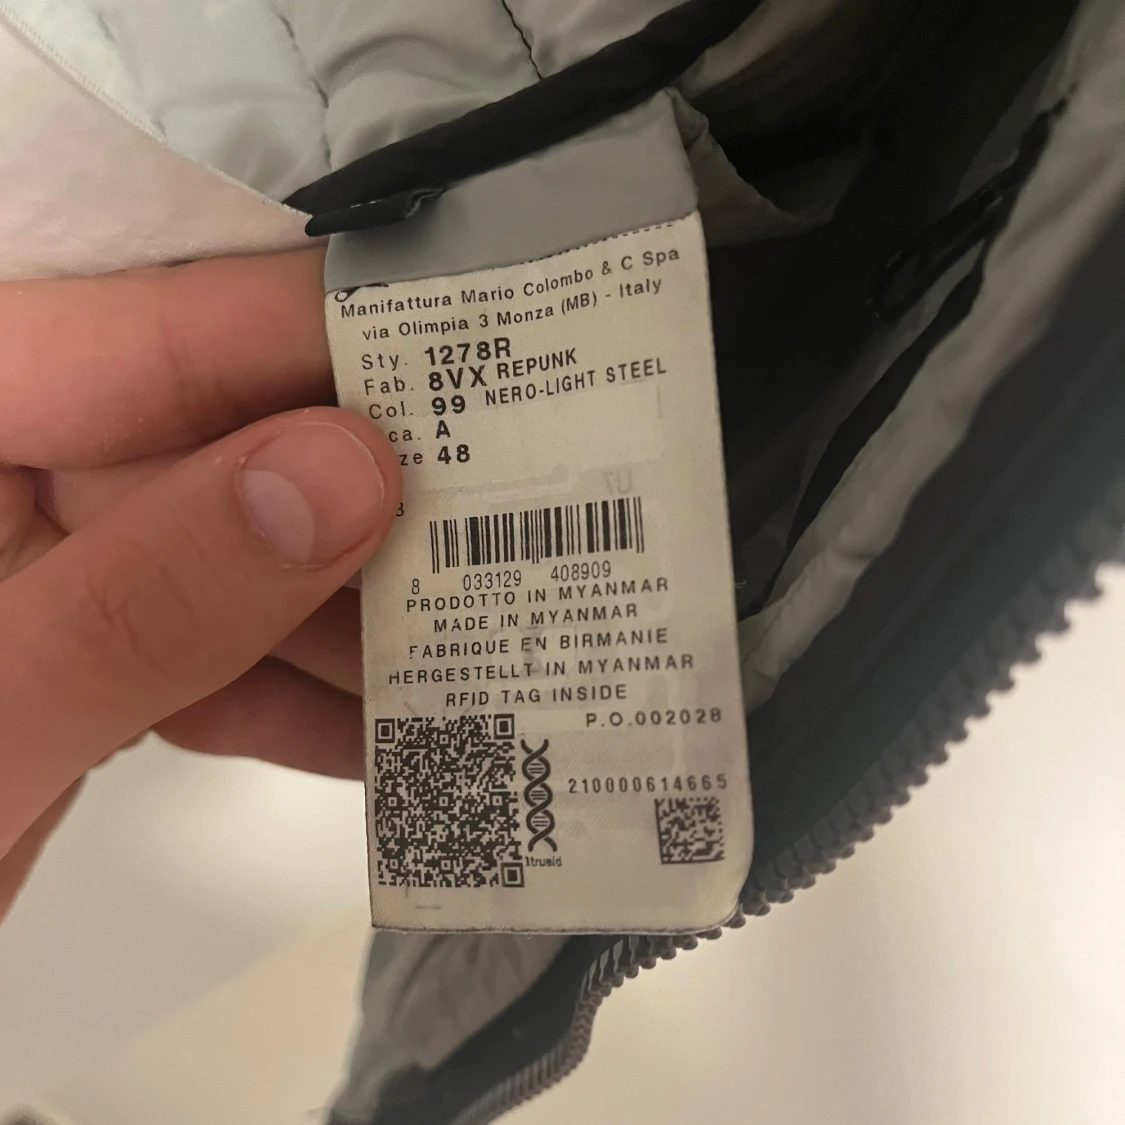 Manifattura Mario Colombo & C Spa
via Olimpia 3 Monza (MB) - Italy
Sty. 1278R
Fab. 8VX REPUNK
Col. 99 NERO-LIGHT STEEL
ca. A
ze 48
8 033129 408909
PRODOTTO IN MYANMAR
MADE IN MYANMAR
FABRIQUE EN BIRMANIE
HERGESTELLT IN MYANMAR
RFID TAG INSIDE
P.O.002028
210000614665
1trueid